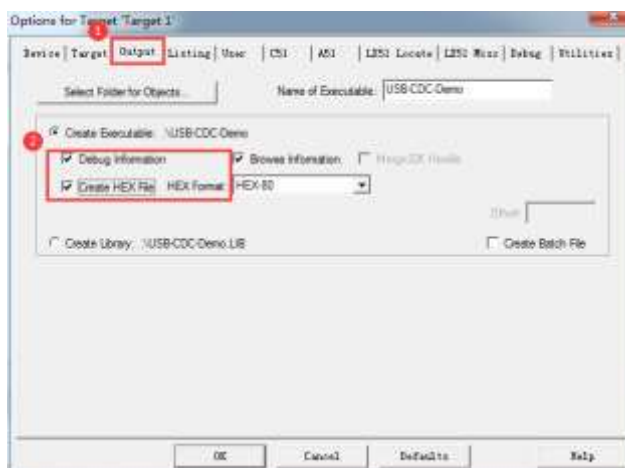 Options for Target 'Target 1'
1
Device Target Output Listing User C51 A51 LX51 Locate LX51 Misc Debug Utilities
Select Folder for Objects... Name of Executable: USB-CDC-Demo
Create Executable: .\USB-CDC-Demo
2
Debug Information Browse Information
Create HEX File HEX Format: HEX-80
Create Library: .\USB-CDC-Demo.LIB Create Batch File
OK Cancel Defaults Help